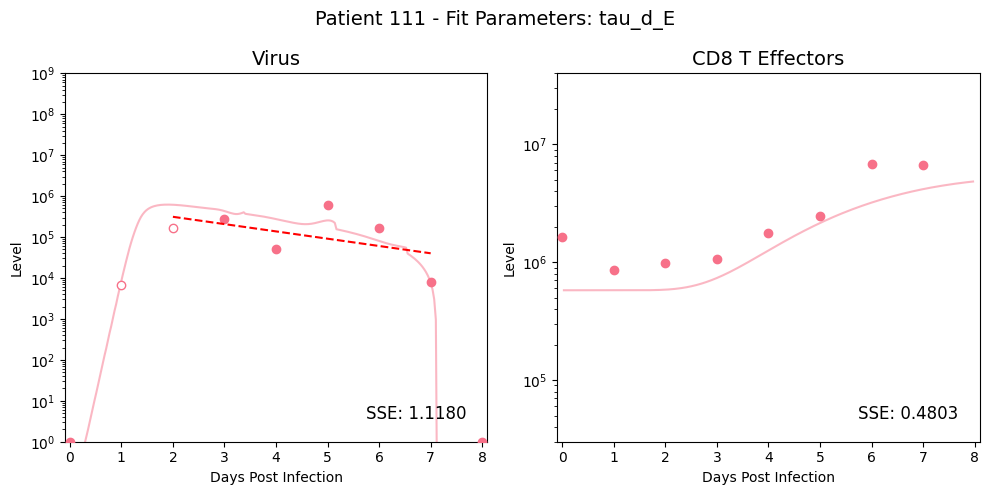 Patient 111 - Fit Parameters: tau_d_E
Virus
CD8 T Effectors
Level
10^9
10^8
10^7
10^6
10^5
10^4
10^3
10^2
10^1
10^0
SSE: 1.1180
0 1 2 3 4 5 6 7 8
Days Post Infection
Level
10^7
10^6
10^5
SSE: 0.4803
0 1 2 3 4 5 6 7 8
Days Post Infection